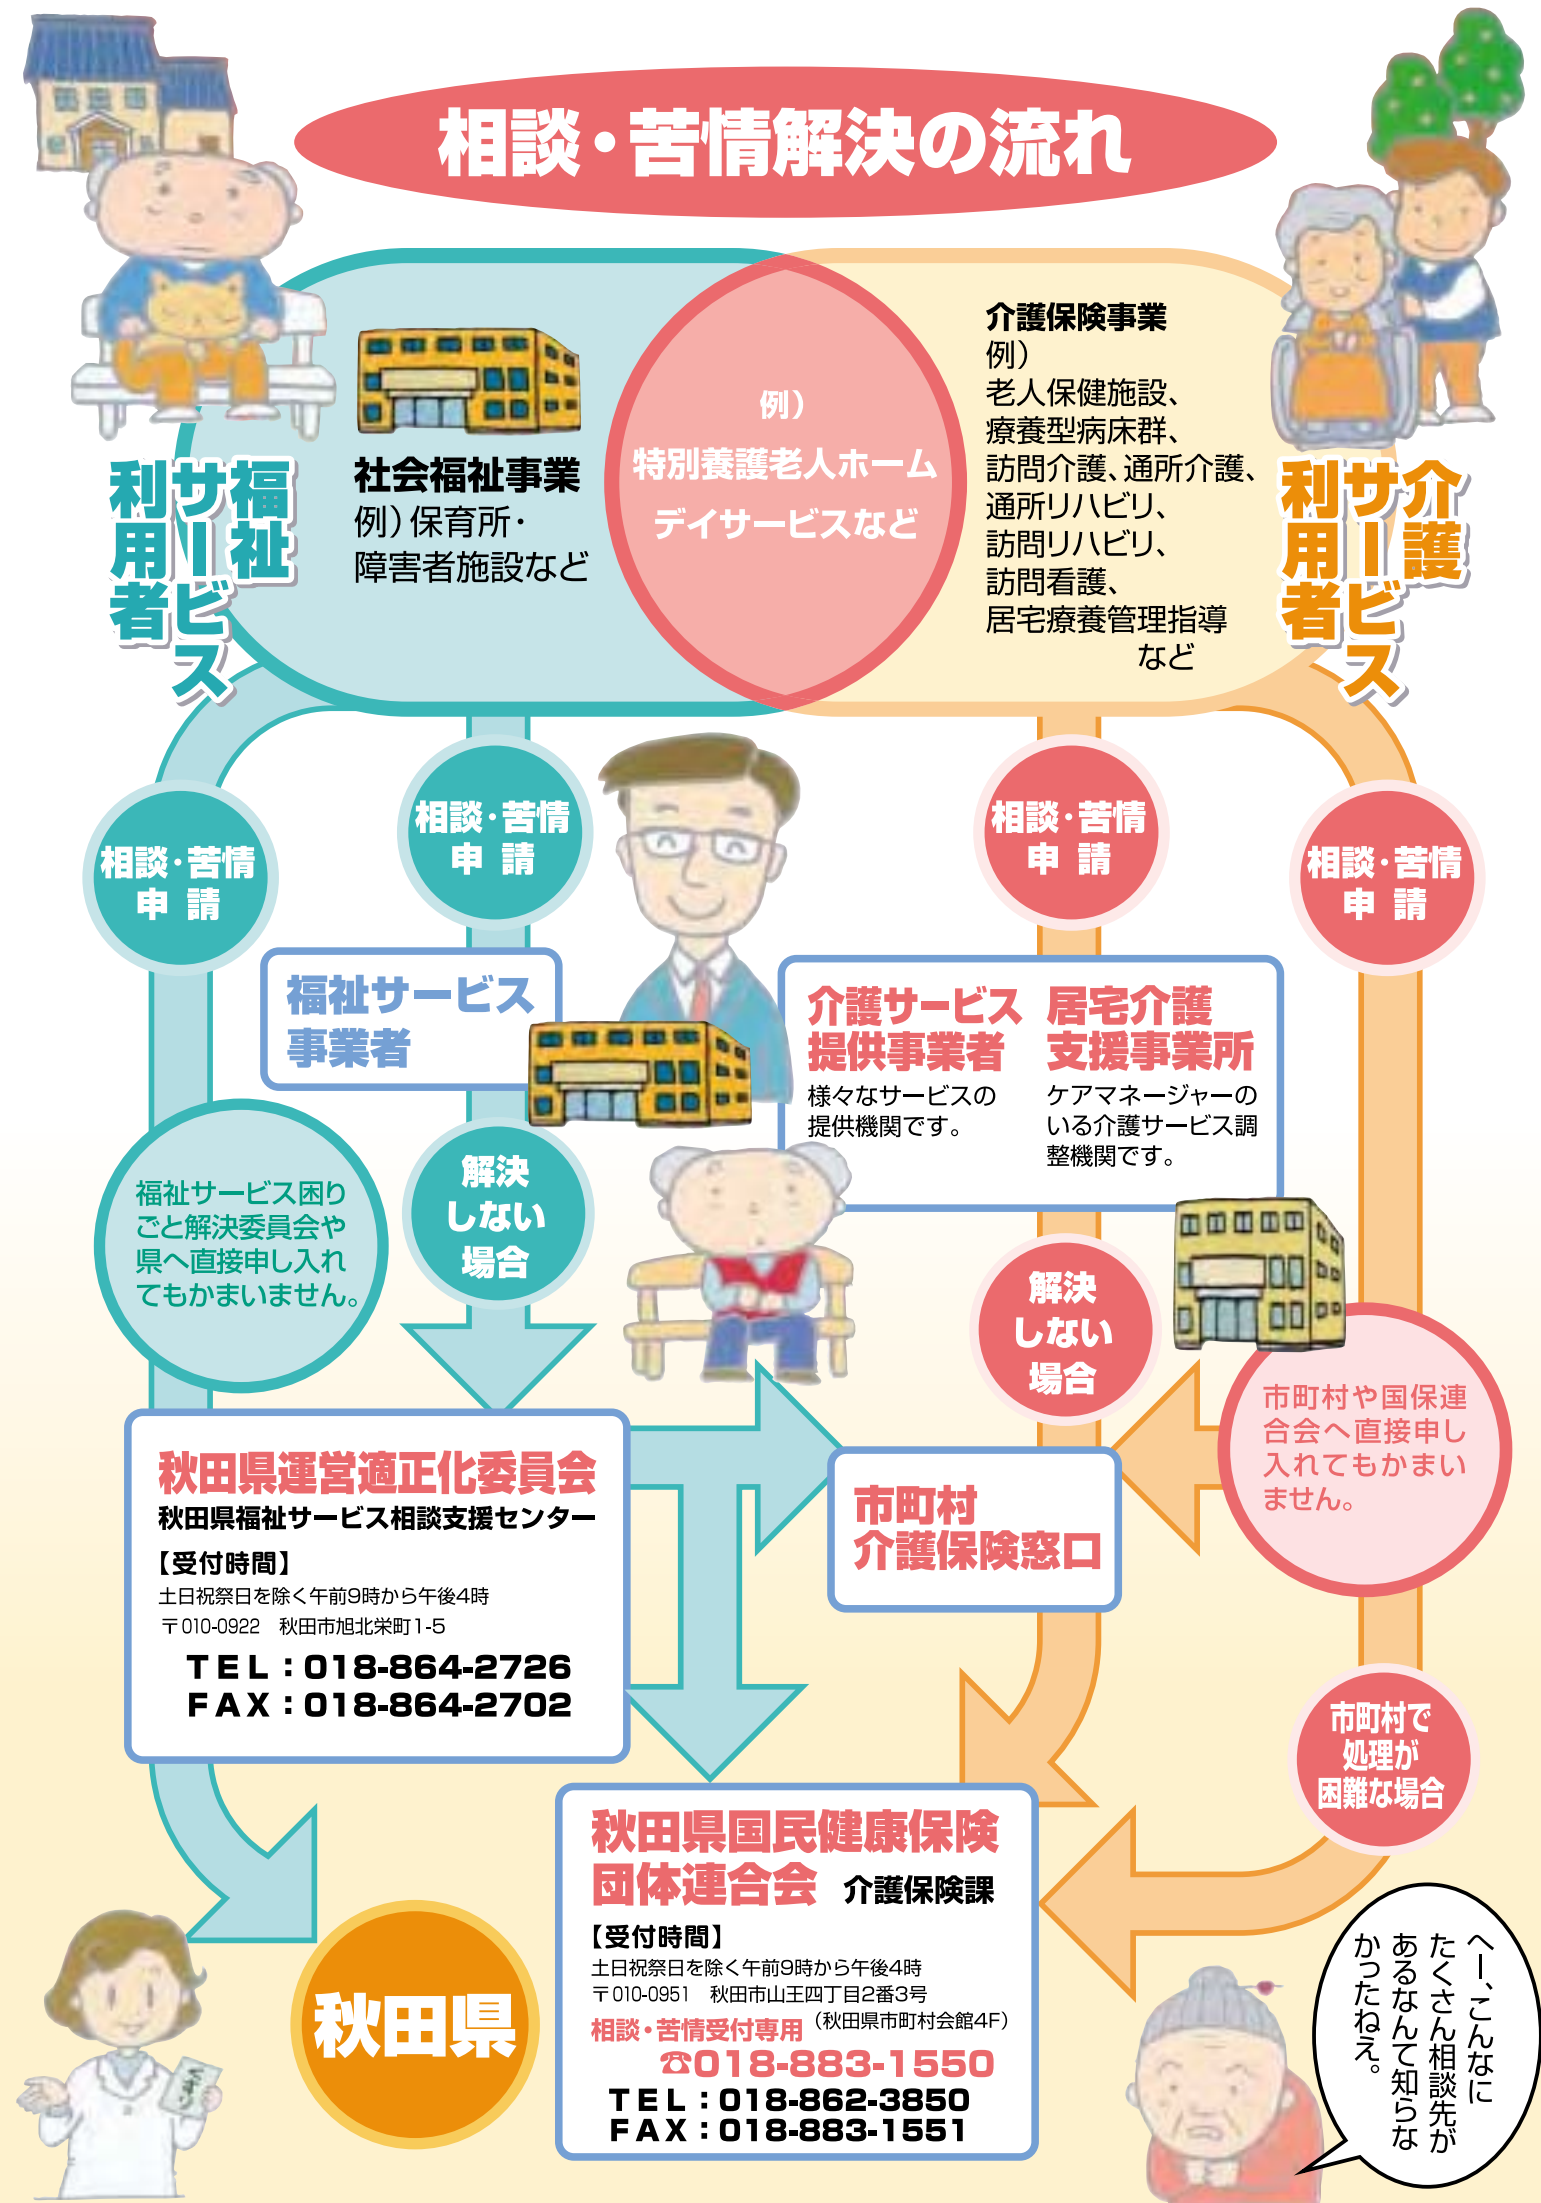 相談・苦情解決の流れ
福祉
サービス
利用者
社会福祉事業
例）保育所・
障害者施設など
例）
特別養護老人ホーム
デイサービスなど
介護保険事業
例）
老人保健施設、
療養型病床群、
訪問介護、通所介護、
通所リハビリ、
訪問リハビリ、
訪問看護、
居宅療養管理指導
など
介護
サービス
利用者
相談・苦情
申 請
相談・苦情
申 請
相談・苦情
申 請
相談・苦情
申 請
福祉サービス
事業者
介護サービス
提供事業者
様々なサービスの
提供機関です。
居宅介護
支援事業所
ケアマネージャーの
いる介護サービス調
整機関です。
福祉サービス困り
ごと解決委員会や
県へ直接申し入れ
てもかまいません。
解決
しない
場合
解決
しない
場合
市町村や国保連
合会へ直接申し
入れてもかまい
ません。
秋田県運営適正化委員会
秋田県福祉サービス相談支援センター
【受付時間】
土日祝祭日を除く午前9時から午後4時
〒010-0922 秋田市旭北栄町1-5
TEL：018-864-2726
FAX：018-864-2702
市町村
介護保険窓口
市町村で
処理が
困難な場合
秋田県国民健康保険
団体連合会 介護保険課
【受付時間】
土日祝祭日を除く午前9時から午後4時
〒010-0951 秋田市山王四丁目2番3号
（秋田県市町村会館4F）
相談・苦情受付専用
☎018-883-1550
TEL：018-862-3850
FAX：018-883-1551
秋田県
へー、こんなに
たくさん相談先が
あるなんて知らな
かったねえ。